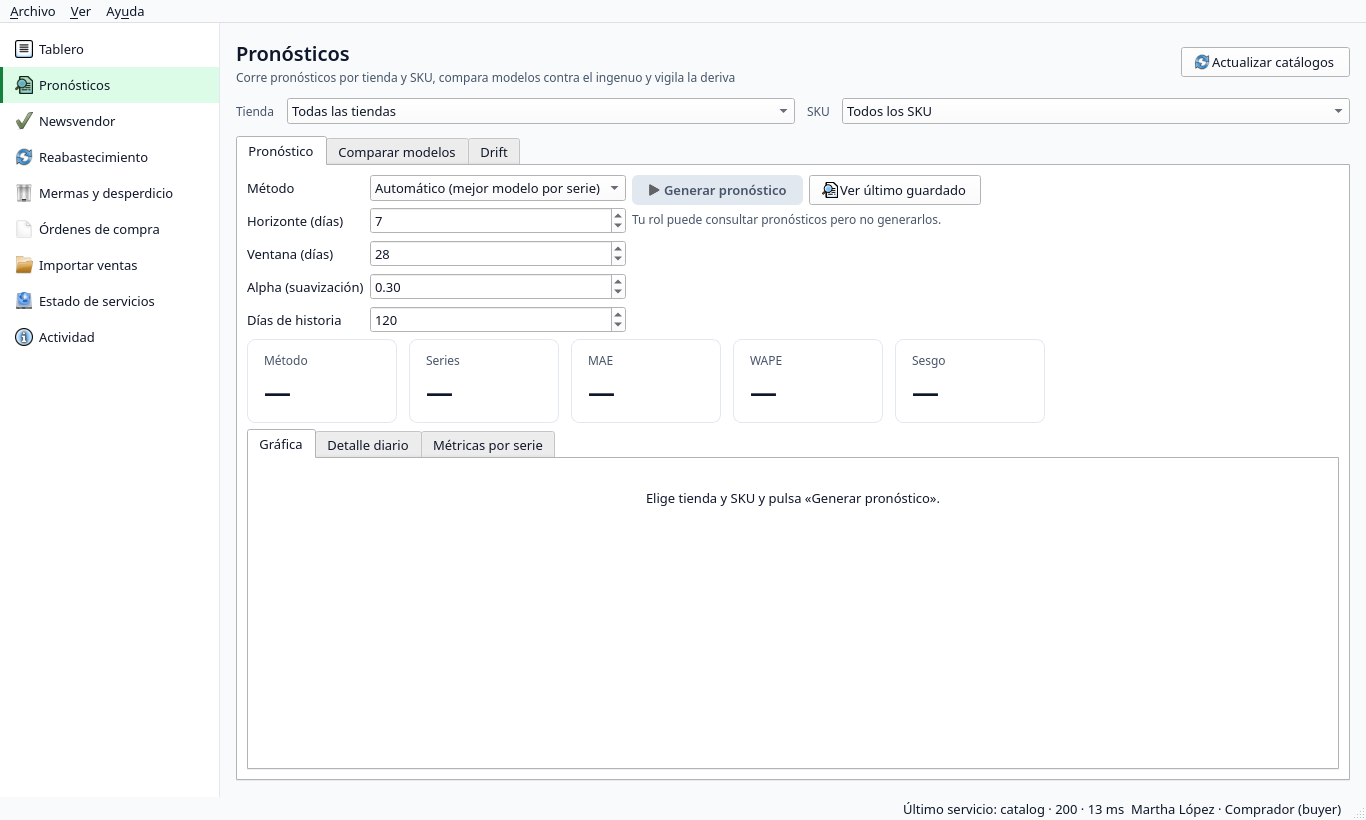 Archivo Ver Ayuda
Tablero
Pronósticos
Newsvendor
Reabastecimiento
Mermas y desperdicio
Órdenes de compra
Importar ventas
Estado de servicios
Actividad
Pronósticos
Corre pronósticos por tienda y SKU, compara modelos contra el ingenuo y vigila la deriva
Actualizar catálogos
Tienda Todas las tiendas SKU Todos los SKU
Pronóstico Comparar modelos Drift
Método Automático (mejor modelo por serie) Generar pronóstico Ver último guardado
Horizonte (días) 7 Tu rol puede consultar pronósticos pero no generarlos.
Ventana (días) 28
Alpha (suavización) 0.30
Días de historia 120
Método Series MAE WAPE Sesgo
— — — — —
Gráfica Detalle diario Métricas por serie
Elige tienda y SKU y pulsa «Generar pronóstico».
Último servicio: catalog · 200 · 13 ms Martha López · Comprador (buyer)